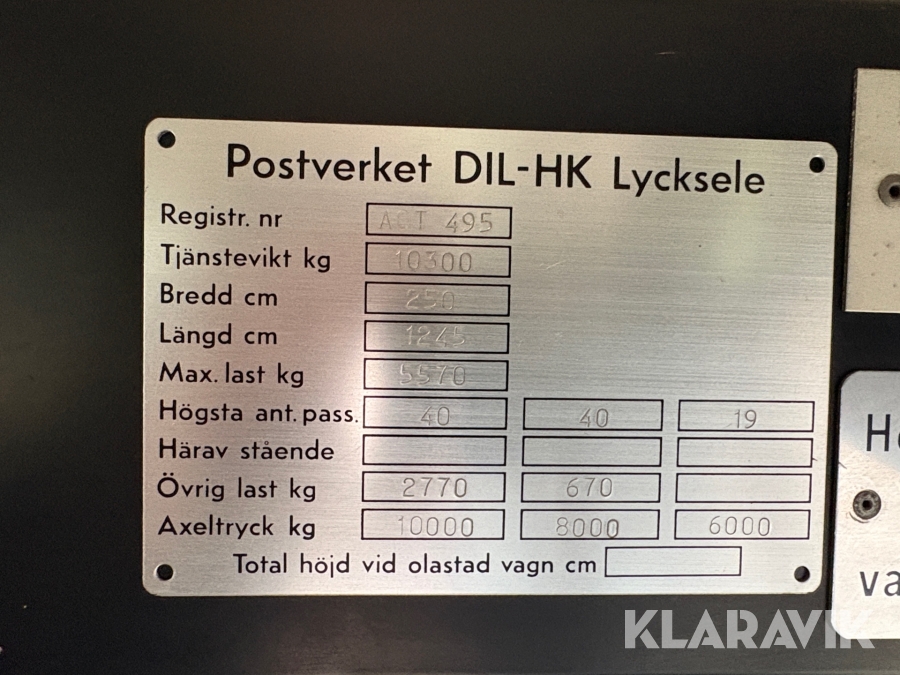 Postverket DIL-HK Lycksele
Registr. nr 495
Tjänstevikt kg 10300
Bredd cm 250
Längd cm 1245
Max. last kg 5570
Högsta ant. pass. 40 40 19
Härav stående
Övrig last kg 2770 670
Axeltryck kg 10000 8000 6000
Total höjd vid olastad vagn cm
va
KLARAVIK